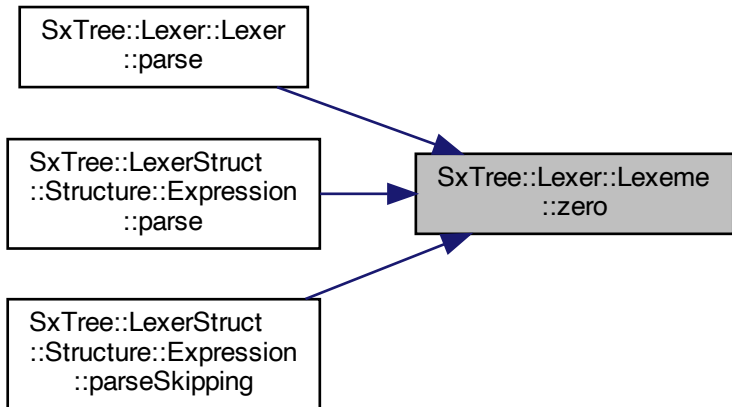 SxTree::Lexer::Lexer
::parse
SxTree::LexerStruct
::Structure::Expression
::parse
SxTree::Lexer::Lexeme
::zero
SxTree::LexerStruct
::Structure::Expression
::parseSkipping